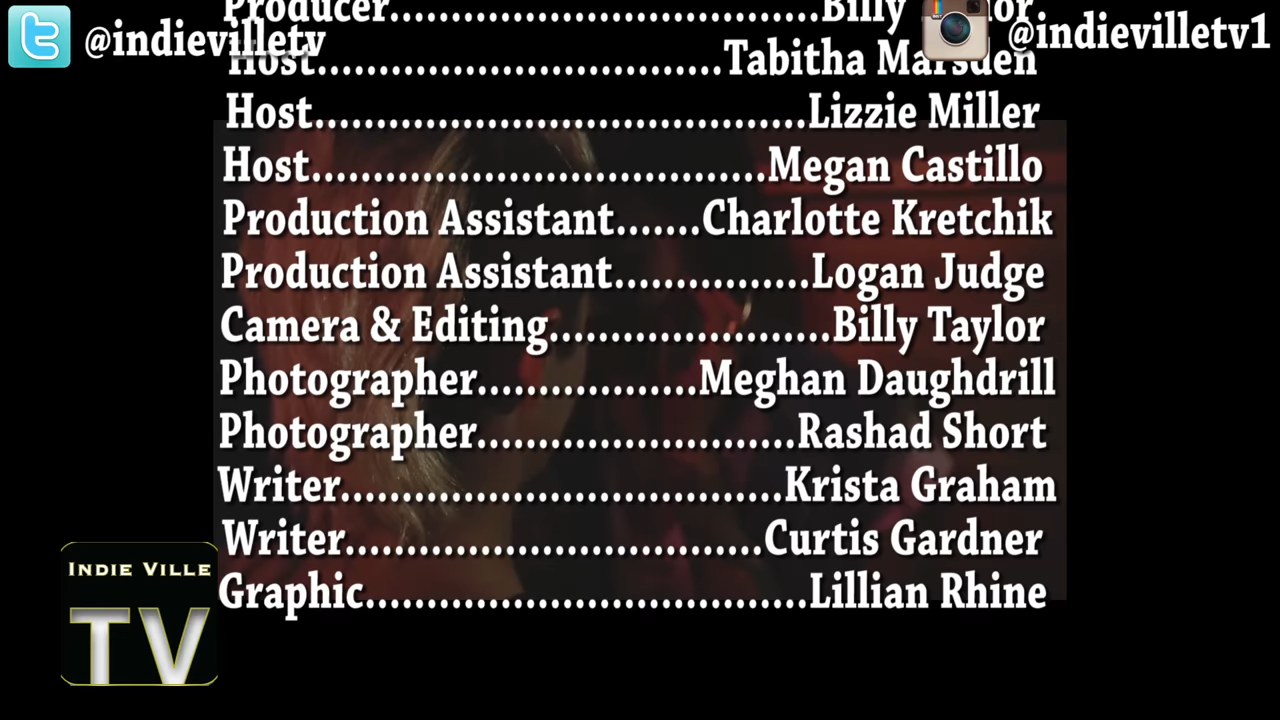 Producer..................................Billy
@indievilletv
@indievilletv1
Host.................................Tabitha Marsden
Host........................................Lizzie Miller
Host.....................................Megan Castillo
Production Assistant.......Charlotte Kretchik
Production Assistant................Logan Judge
Camera & Editing.......................Billy Taylor
Photographer..................Meghan Daughdrill
Photographer..........................Rashad Short
Writer....................................Krista Graham
Writer..................................Curtis Gardner
Graphic....................................Lillian Rhine
INDIE VILLE
TV